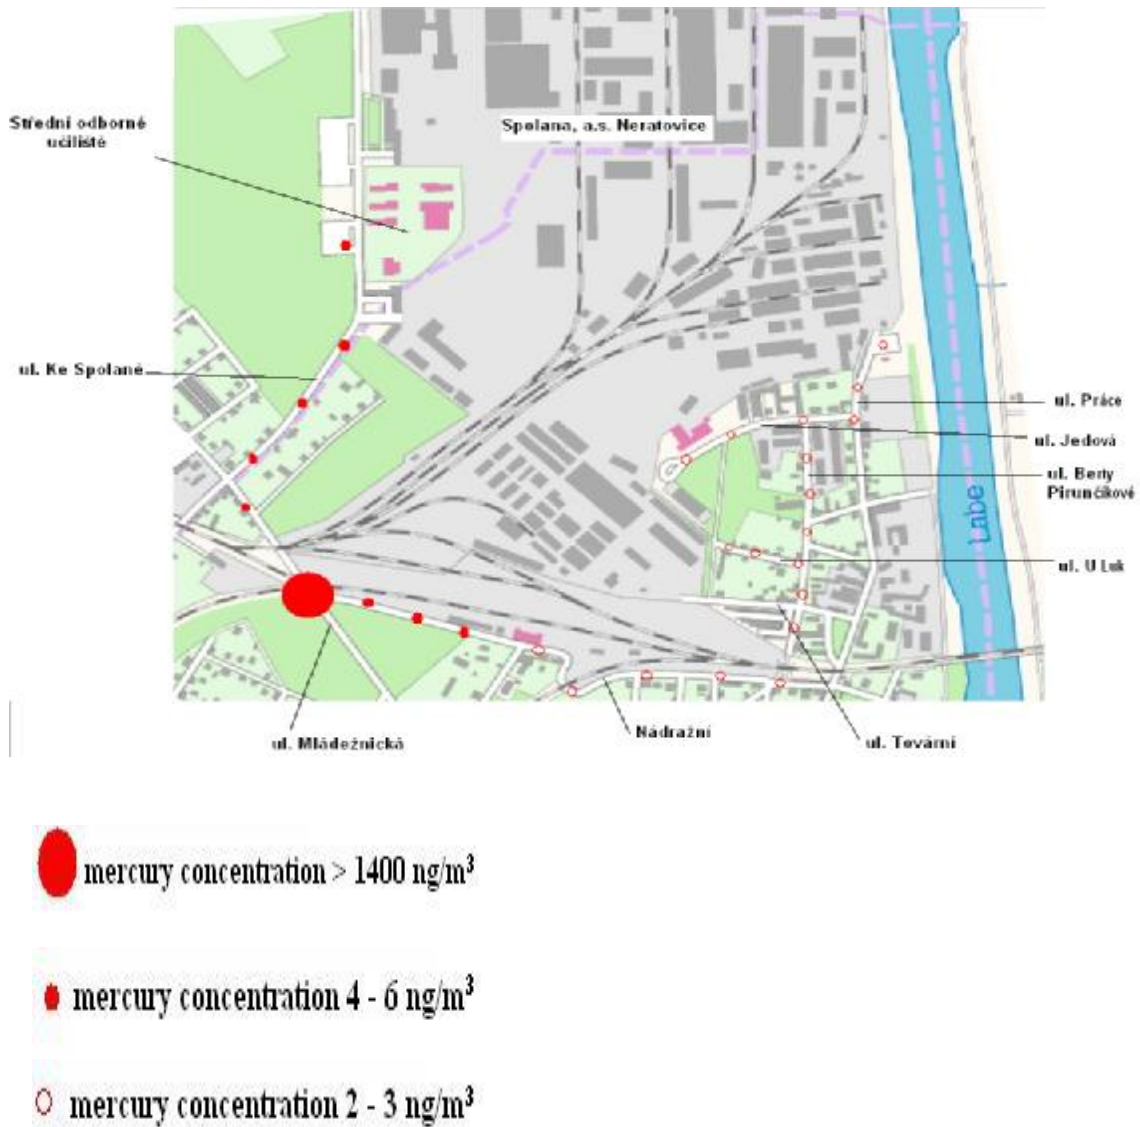 Střední odborné
učiliště
Spolana, a.s. Neratovice
ul. Ke Spolaně
ul. Práce
ul. Jedová
ul. Berty
Pirunčíkové
Labe
ul. U Luk
ul. Mládežnická
Nádražní
ul. Tovární
mercury concentration > 1400 ng/m³
mercury concentration 4 - 6 ng/m³
mercury concentration 2 - 3 ng/m³